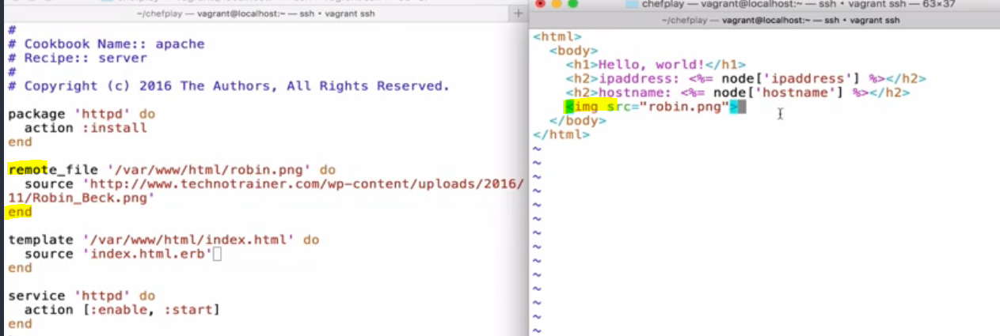 ~/chefplay — vagrant@localhost:~ — ssh • vagrant ssh
#
# Cookbook Name:: apache
# Recipe:: server
#
# Copyright (c) 2016 The Authors, All Rights Reserved.
package 'httpd' do
action :install
end
remote_file '/var/www/html/robin.png' do
source 'http://www.technotrainer.com/wp-content/uploads/2016/
11/Robin_Beck.png'
end
template '/var/www/html/index.html' do
source 'index.html.erb'
end
service 'httpd' do
action [:enable, :start]
end
chefplay — vagrant@localhost:~ — ssh • vagrant ssh — 63×37
~/chefplay — vagrant@localhost:~ — ssh • vagrant ssh
<html>
<body>
<h1>Hello, world!</h1>
<h2>ipaddress: <%= node['ipaddress'] %></h2>
<h2>hostname: <%= node['hostname'] %></h2>
<img src="robin.png">
</body>
</html>
~
~
~
~
~
~
~
~
~
~
~
~
~
~